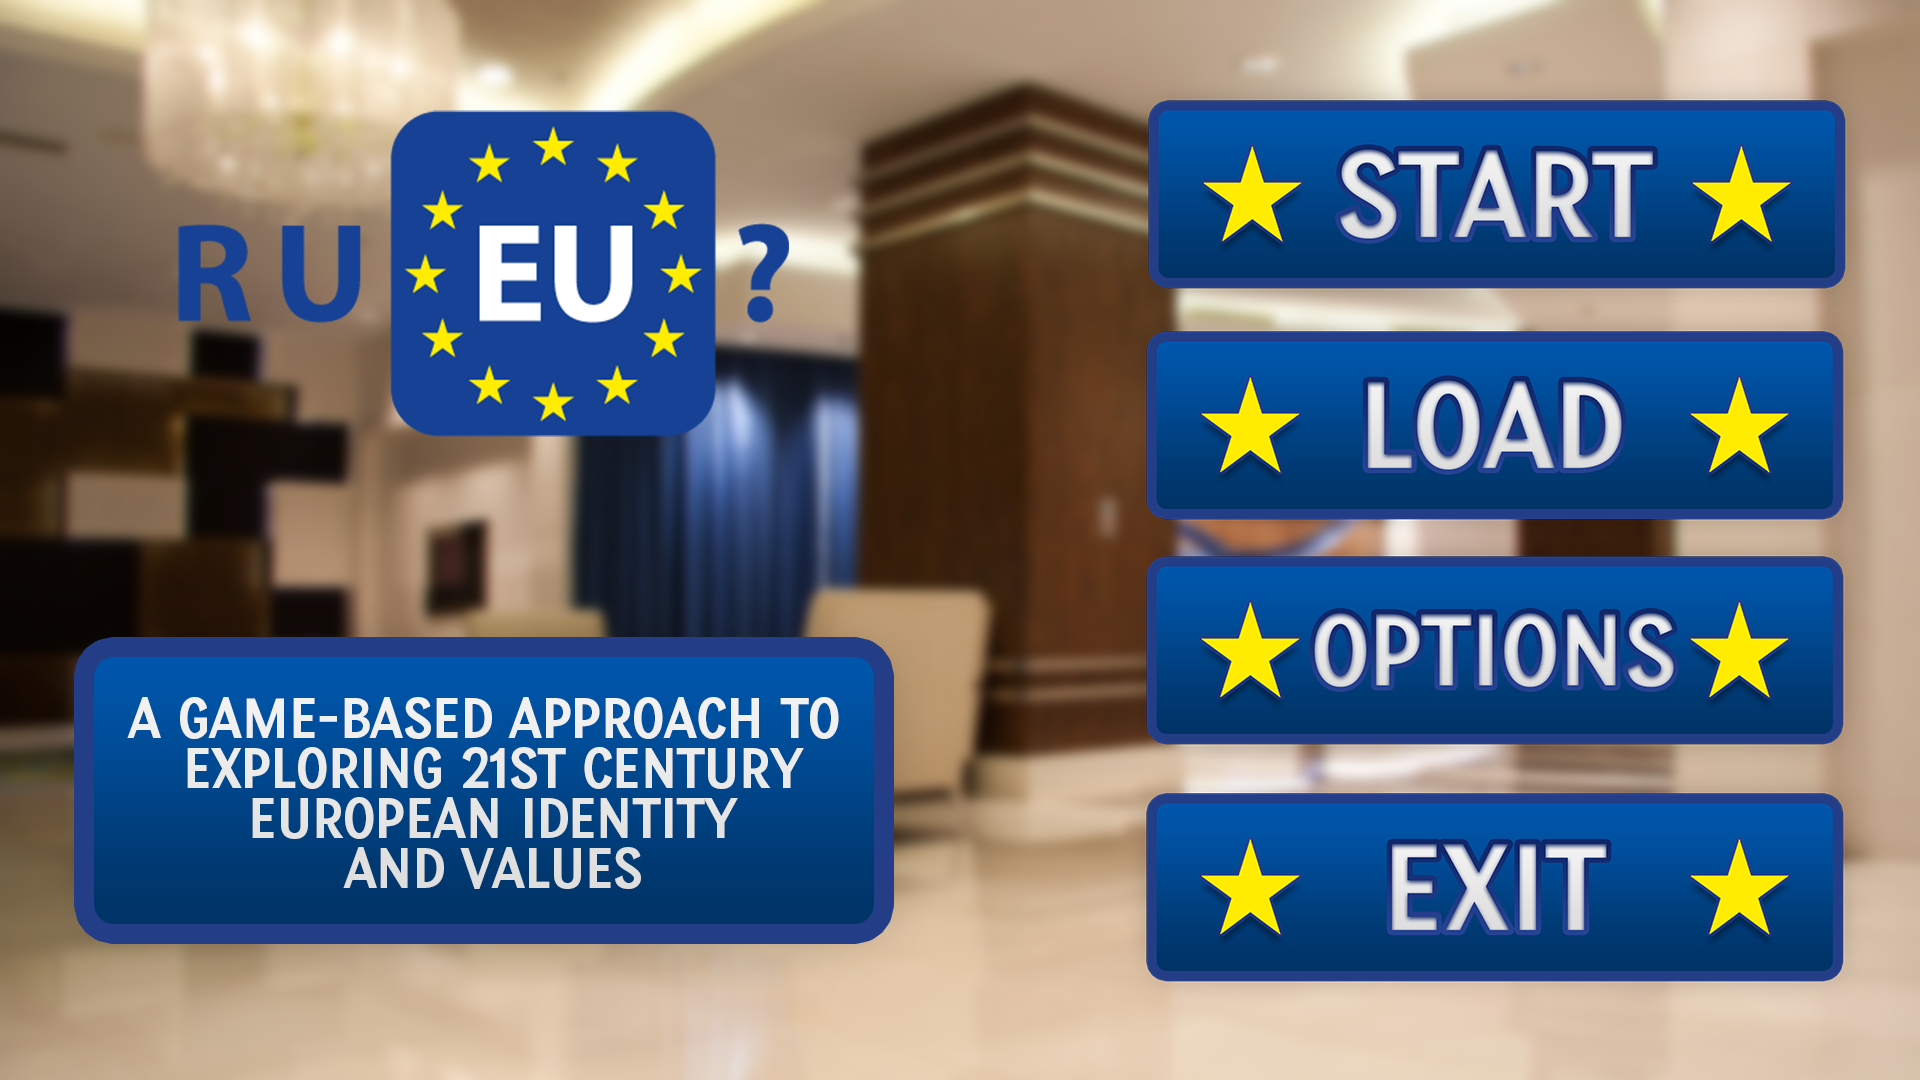 RU EU ?
A GAME-BASED APPROACH TO
EXPLORING 21ST CENTURY
EUROPEAN IDENTITY
AND VALUES
START
LOAD
OPTIONS
EXIT